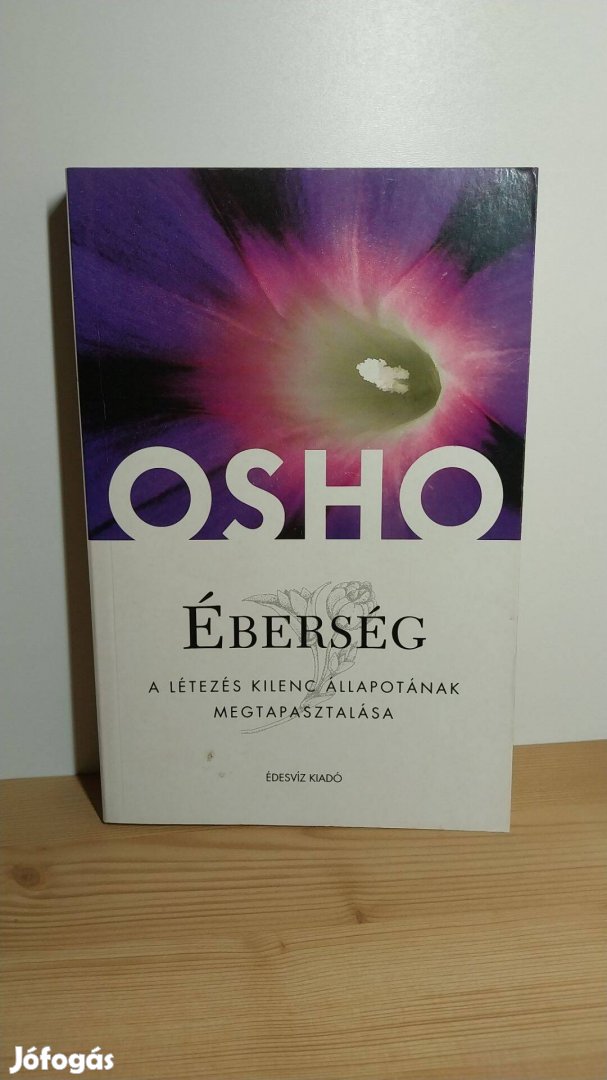 OSHO
ÉBERSÉG
A LÉTEZÉS KILENC ÁLLAPOTÁNAK
MEGTAPASZTALÁSA
ÉDESVÍZ KIADÓ
Jófogás